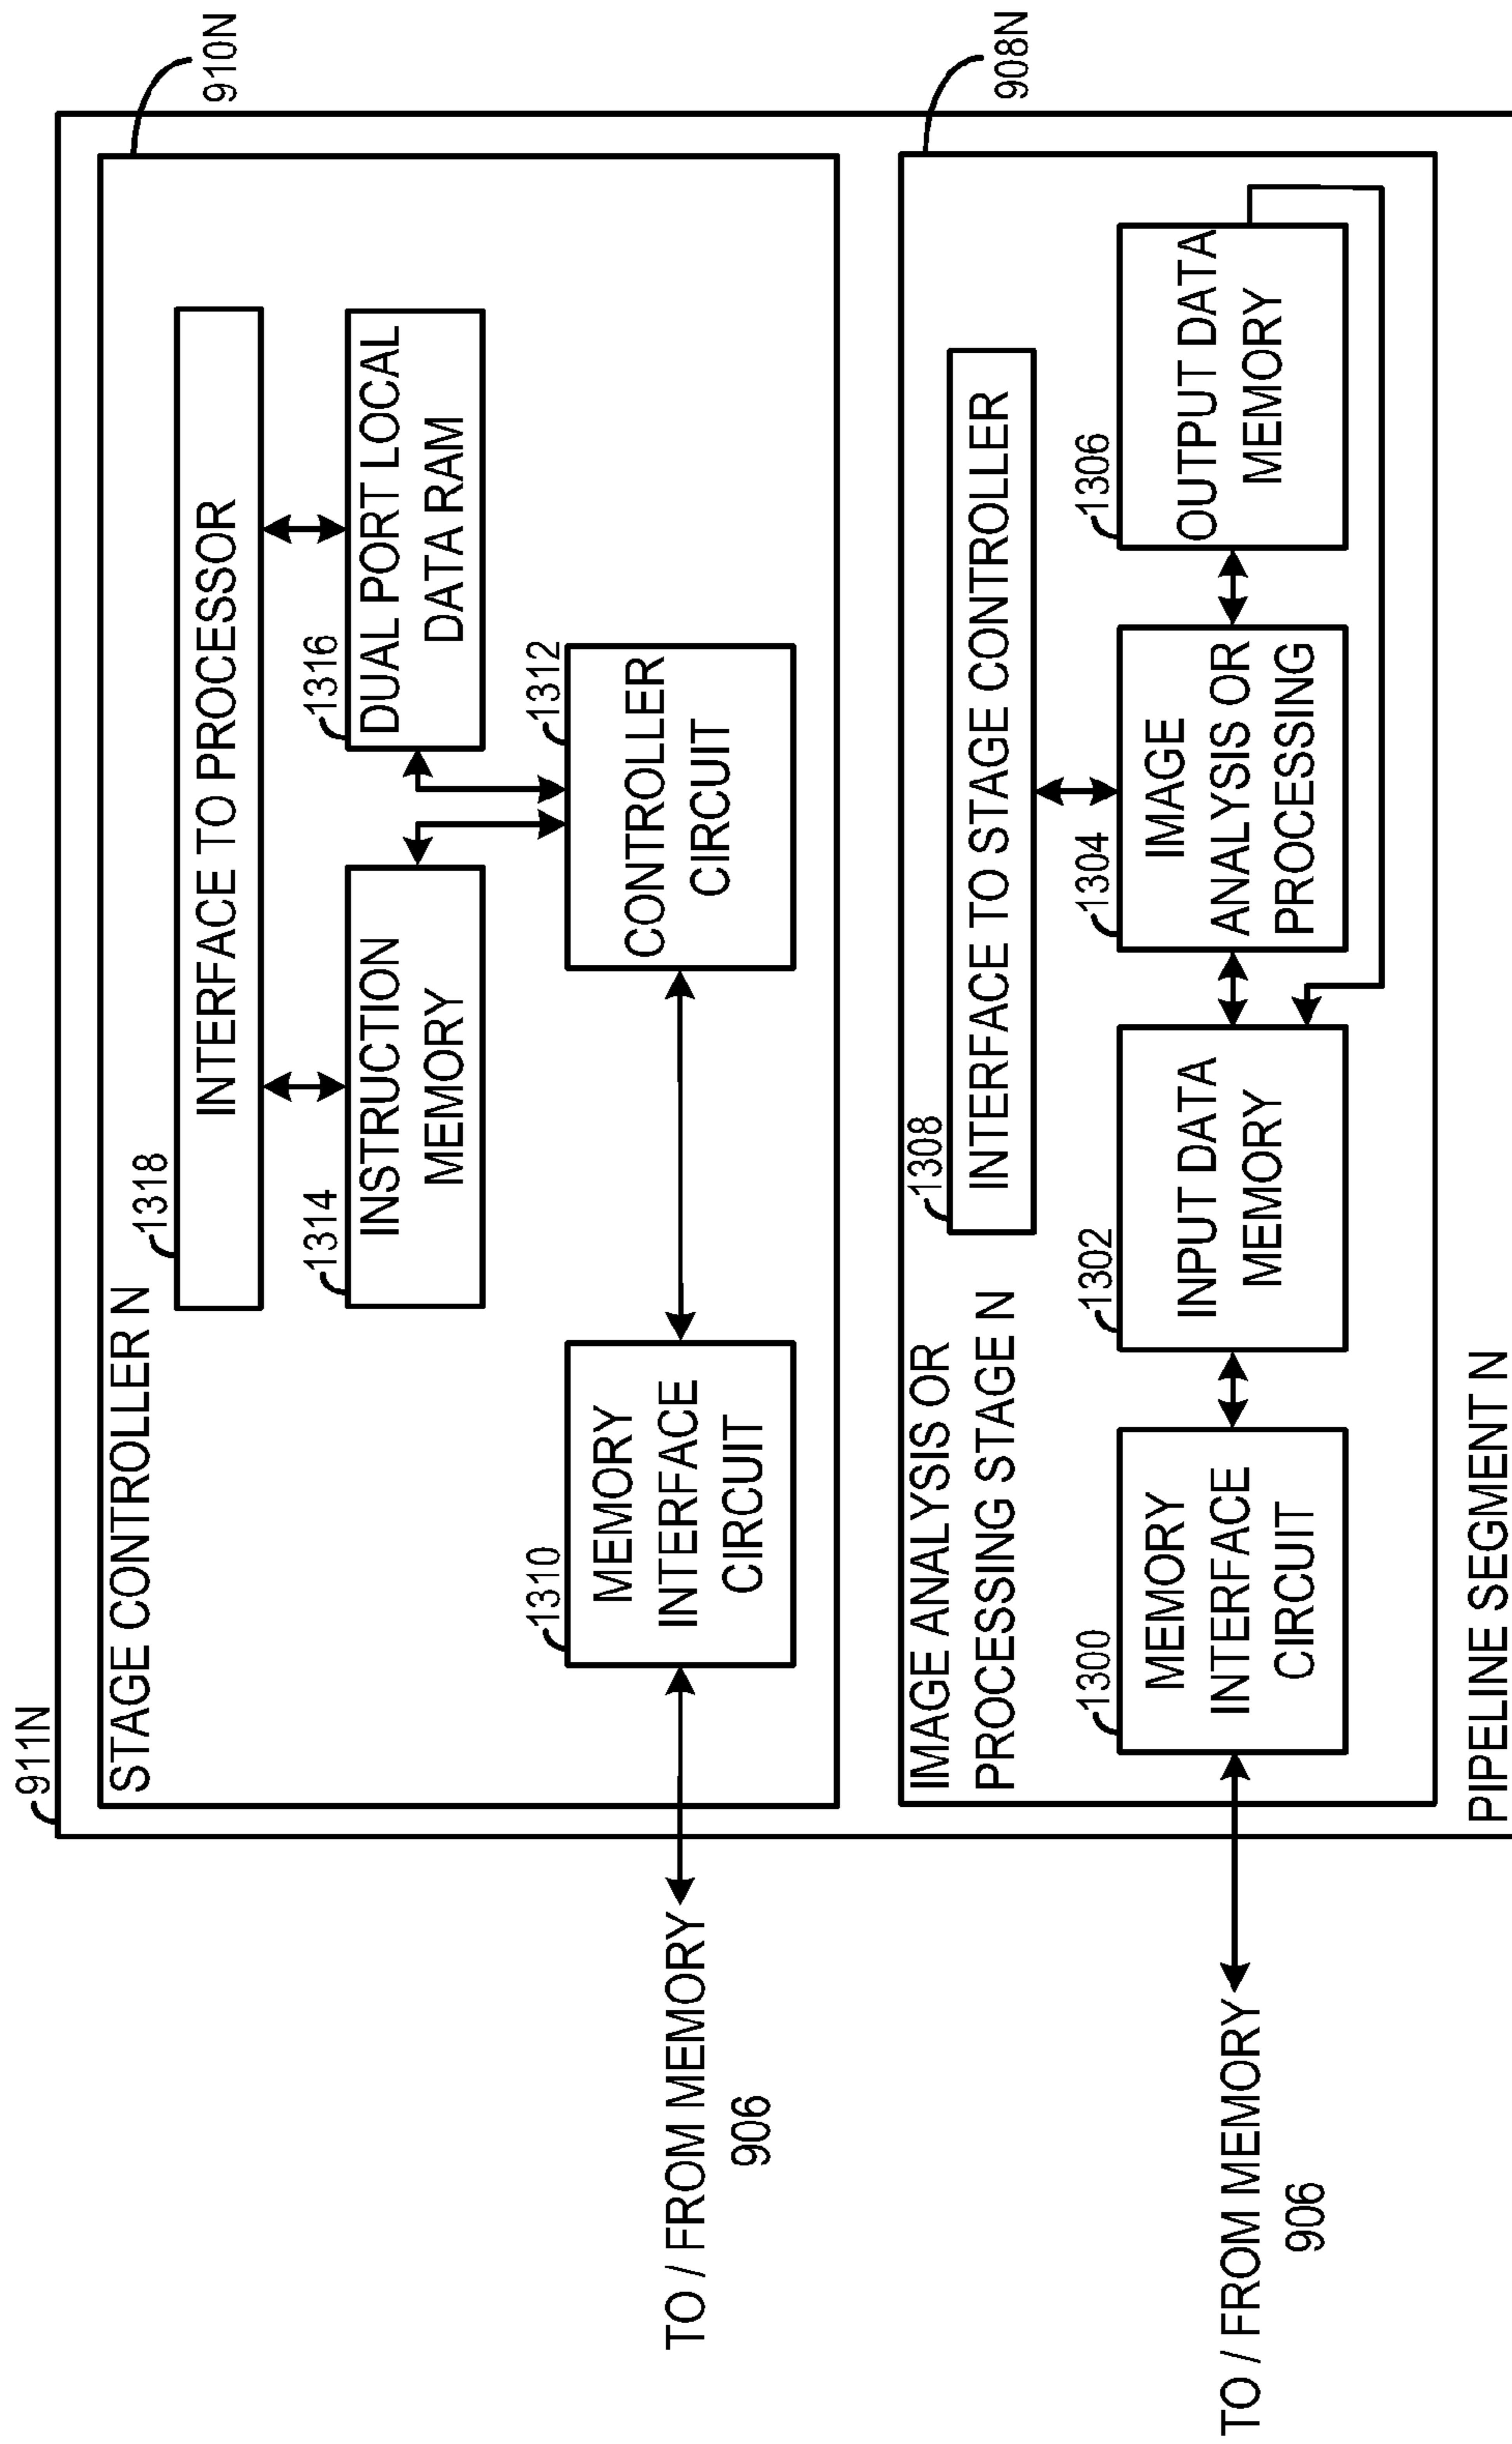 911N
STAGE CONTROLLER N
910N
1318
INTERFACE TO PROCESSOR
1314
INSTRUCTION
MEMORY
1316
DUAL PORT LOCAL
DATA RAM
1310
MEMORY
INTERFACE
CIRCUIT
1312
CONTROLLER
CIRCUIT
TO / FROM MEMORY
906
IMAGE ANALYSIS OR
PROCESSING STAGE N
908N
1308
INTERFACE TO STAGE CONTROLLER
1300
MEMORY
INTERFACE
CIRCUIT
1302
INPUT DATA
MEMORY
1304
IMAGE
ANALYSIS OR
PROCESSING
1306
OUTPUT DATA
MEMORY
TO / FROM MEMORY
906
PIPELINE SEGMENT N